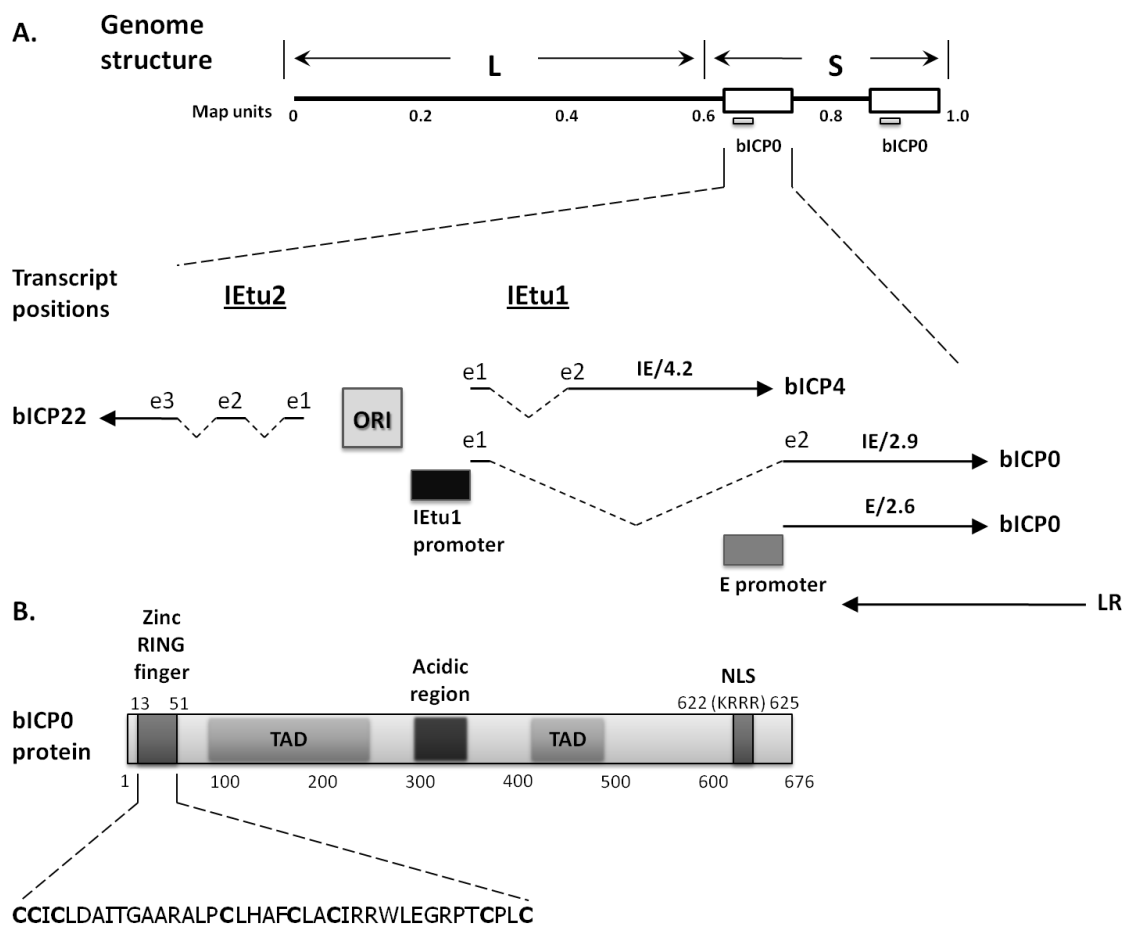 A.
Genome
structure
L
S
Map units
0
0.2
0.4
0.6
0.8
1.0
bICP0
bICP0
Transcript
positions
IEtu2
IEtu1
e1
e2
IE/4.2
bICP4
bICP22
e3
e2
e1
ORI
e1
e2
IE/2.9
bICP0
IEtu1
promoter
E/2.6
bICP0
E promoter
LR
B.
Zinc
RING
finger
Acidic
region
NLS
13
51
622 (KRRR) 625
bICP0
protein
TAD
TAD
1
100
200
300
400
500
600
676
CCICLDAITGAARALPCLHAFCLACIRRWLEGRPTCPLC